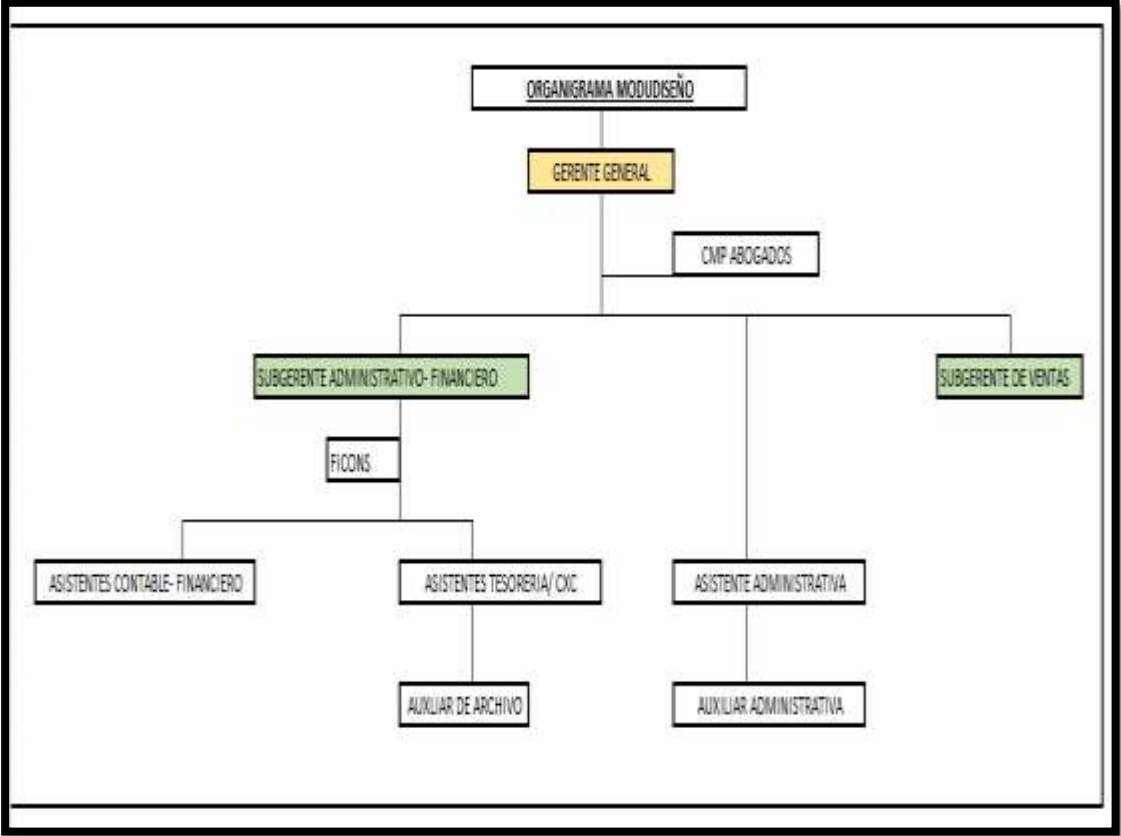 ORGANIGRAMA MODUDISEÑO
GERENTE GENERAL
CMP ABOGADOS
SUBGERENTE ADMINISTRATIVO- FINANCIERO
SUBGERENTE DE VENTAS
FICONS
ASISTENTES CONTABLE- FINANCIERO
ASISTENTES TESORERIA/ CXC
ASISTENTE ADMINISTRATIVA
AUXLIAR DE ARCHIVO
AUXILIAR ADMINISTRATIVA